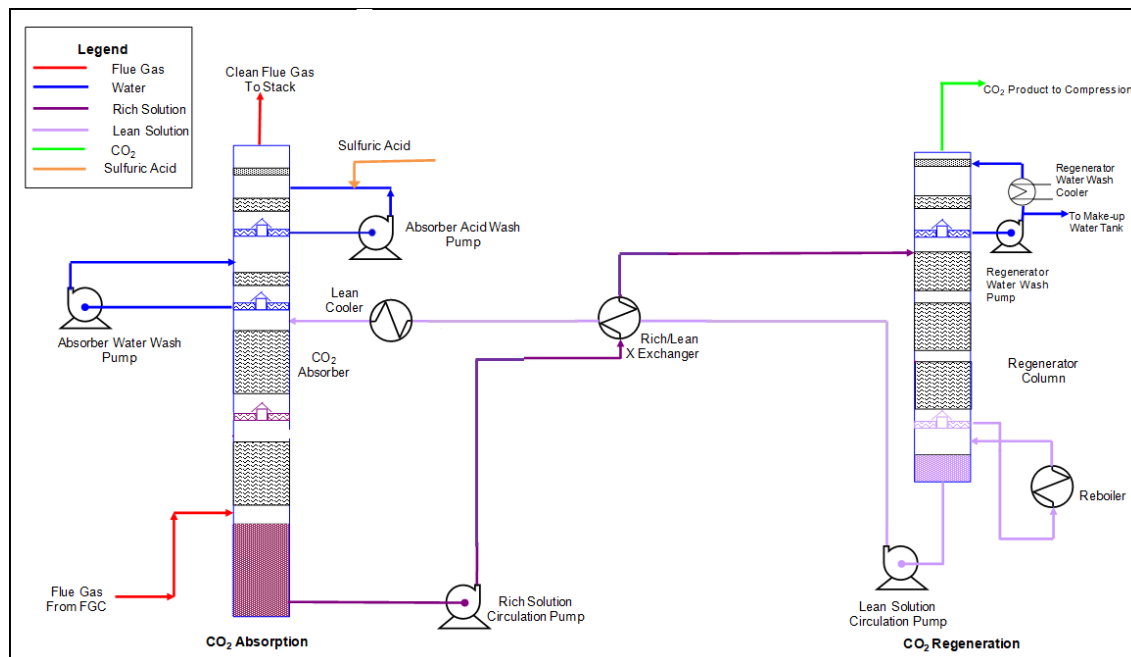 Legend
Flue Gas
Water
Rich Solution
Lean Solution
CO₂
Sulfuric Acid
Clean Flue Gas
To Stack
Sulfuric Acid
Absorber Acid Wash
Pump
Absorber Water Wash
Pump
Lean
Cooler
CO₂
Absorber
Rich/Lean
X Exchanger
Flue Gas
From FGC
Rich Solution
Circulation Pump
CO₂ Absorption
CO₂ Product to Compression
Regenerator
Water Wash
Cooler
To Make-up
Water Tank
Regenerator
Water Wash
Pump
Regenerator
Column
Reboiler
Lean Solution
Circulation Pump
CO₂ Regeneration